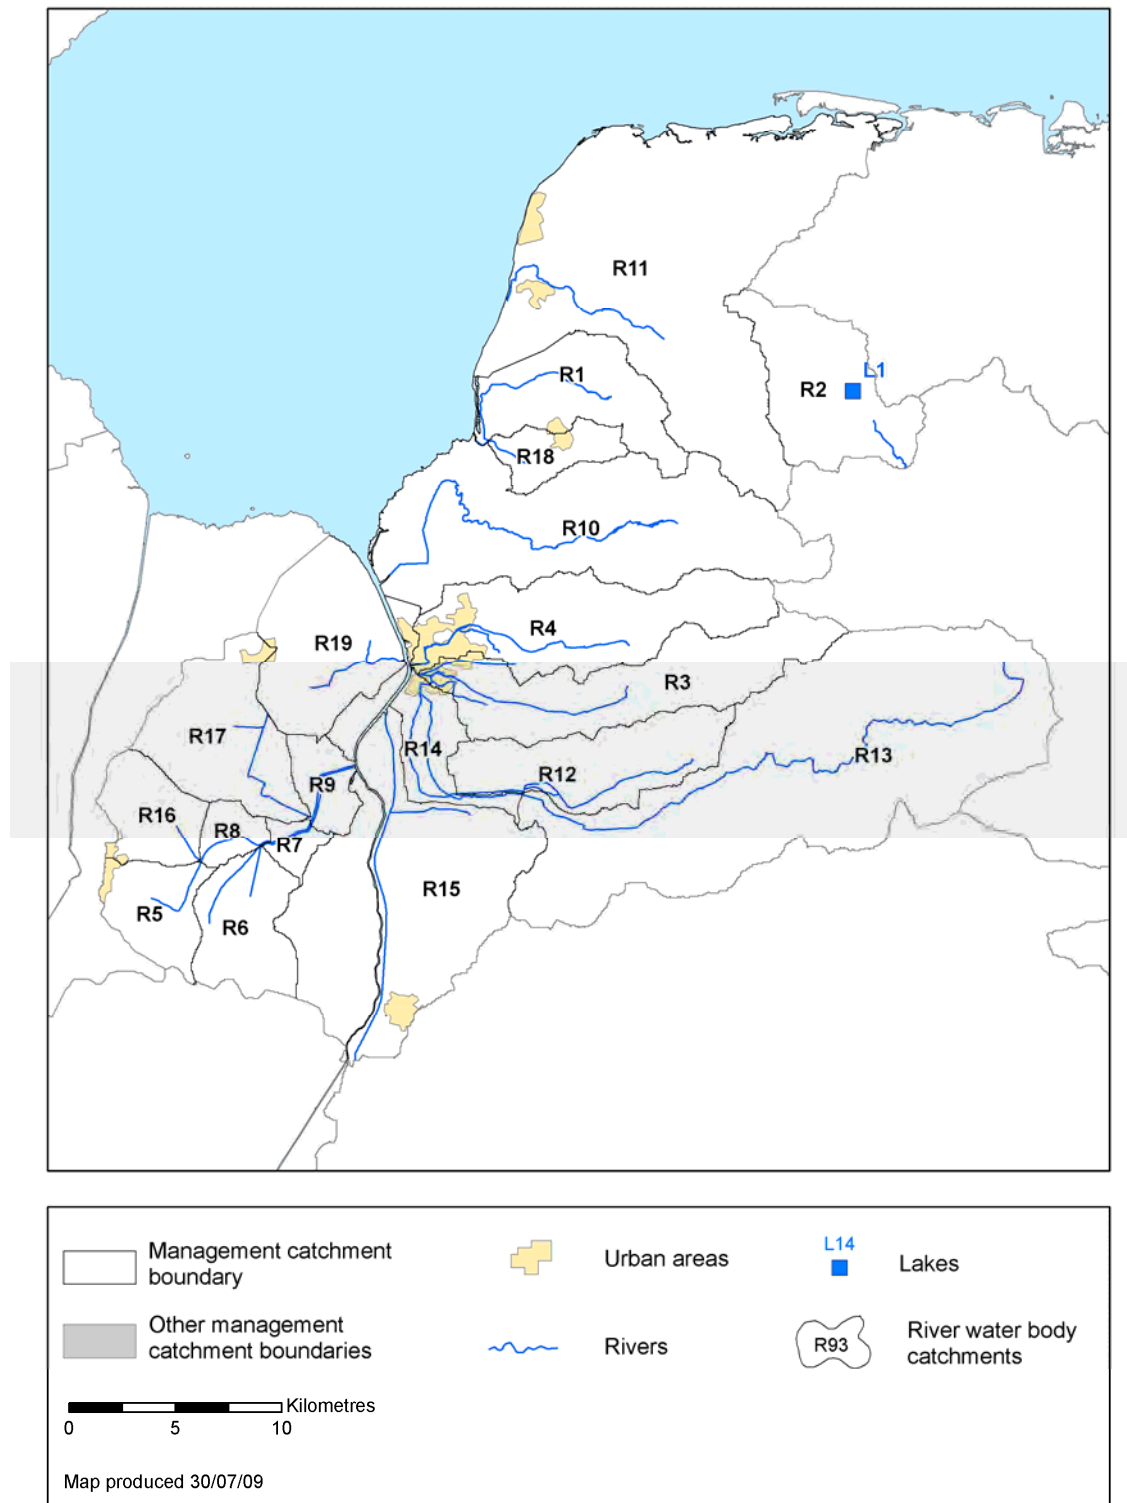 R11
L1
R1
R2
R18
R10
R4
R19
R3
R17
R14
R13
R12
R9
R16
R8
R7
R15
R5
R6
Management catchment
boundary
Urban areas
L14
Lakes
Other management
catchment boundaries
Rivers
R93
River water body
catchments
Kilometres
0 5 10
Map produced 30/07/09